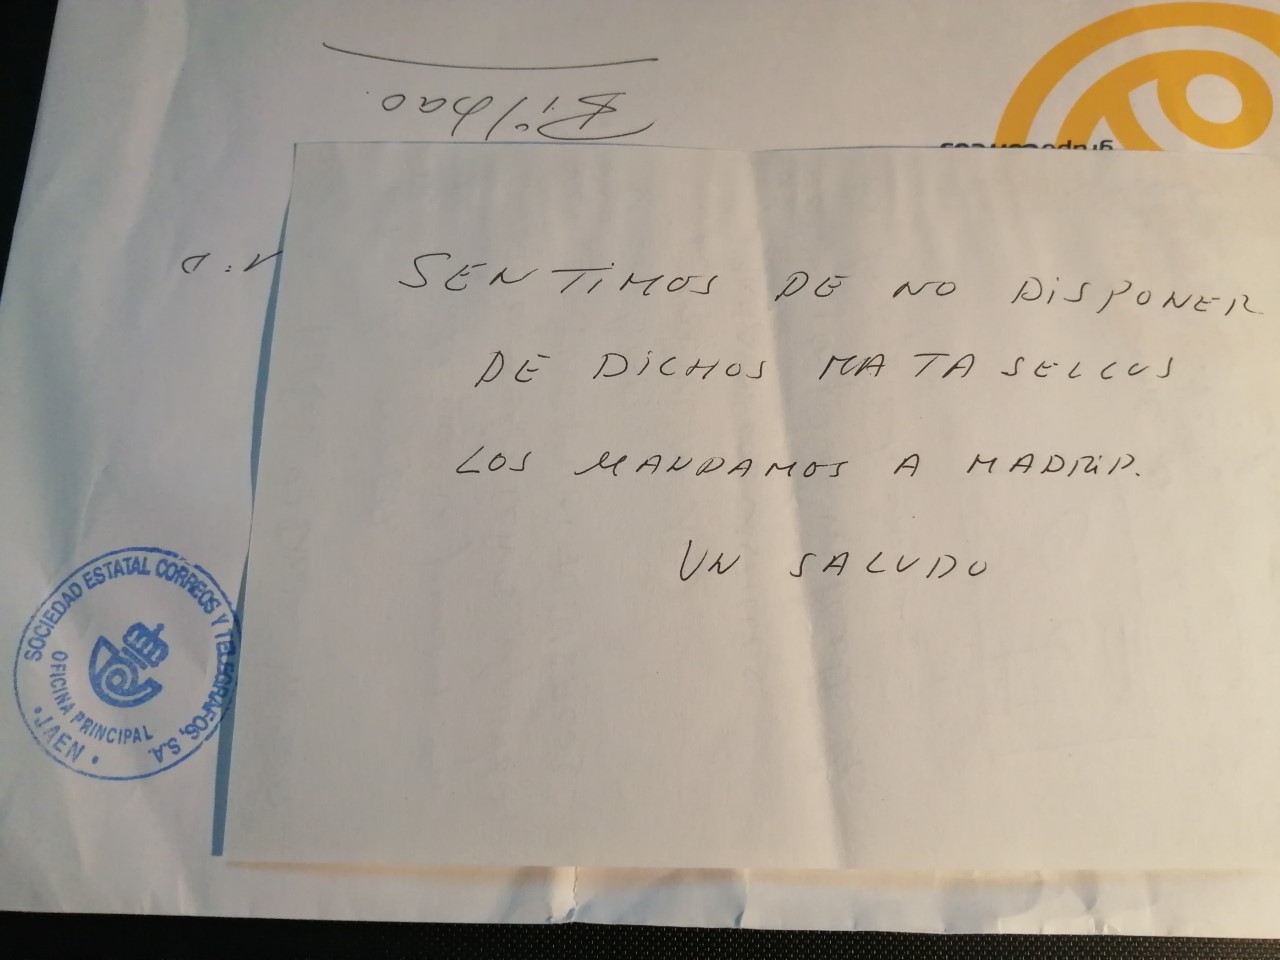 Bilbao
grupocorreos
SENTIMOS DE NO DISPONER
DE DICHOS MATASELLOS
LOS MANDAMOS A MADRID.
UN SALUDO
SOCIEDAD ESTATAL CORREOS Y TELEGRAFOS, S.A.
OFICINA PRINCIPAL
· JAEN ·